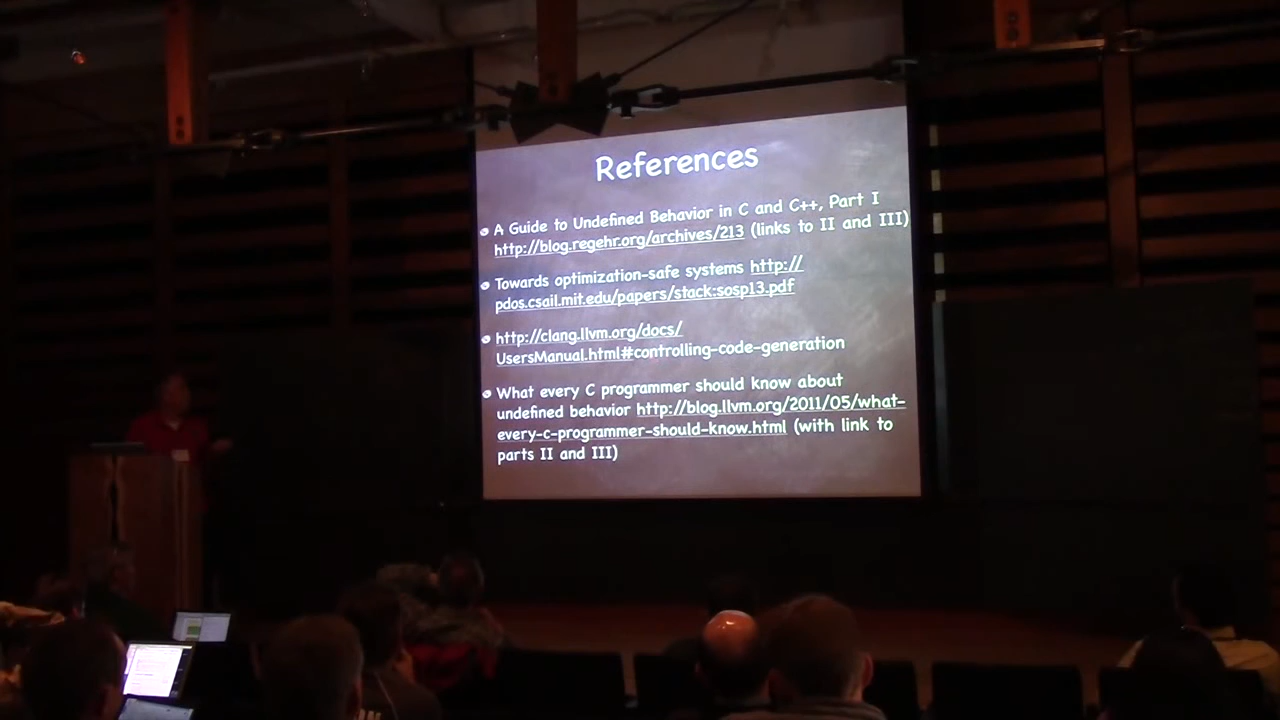 References
A Guide to Undefined Behavior in C and C++, Part I
http://blog.regehr.org/archives/213 (links to II and III)
Towards optimization-safe systems http://
pdos.csail.mit.edu/papers/stack:sosp13.pdf
http://clang.llvm.org/docs/
UsersManual.html#controlling-code-generation
What every C programmer should know about
undefined behavior http://blog.llvm.org/2011/05/what-
every-c-programmer-should-know.html (with link to
parts II and III)